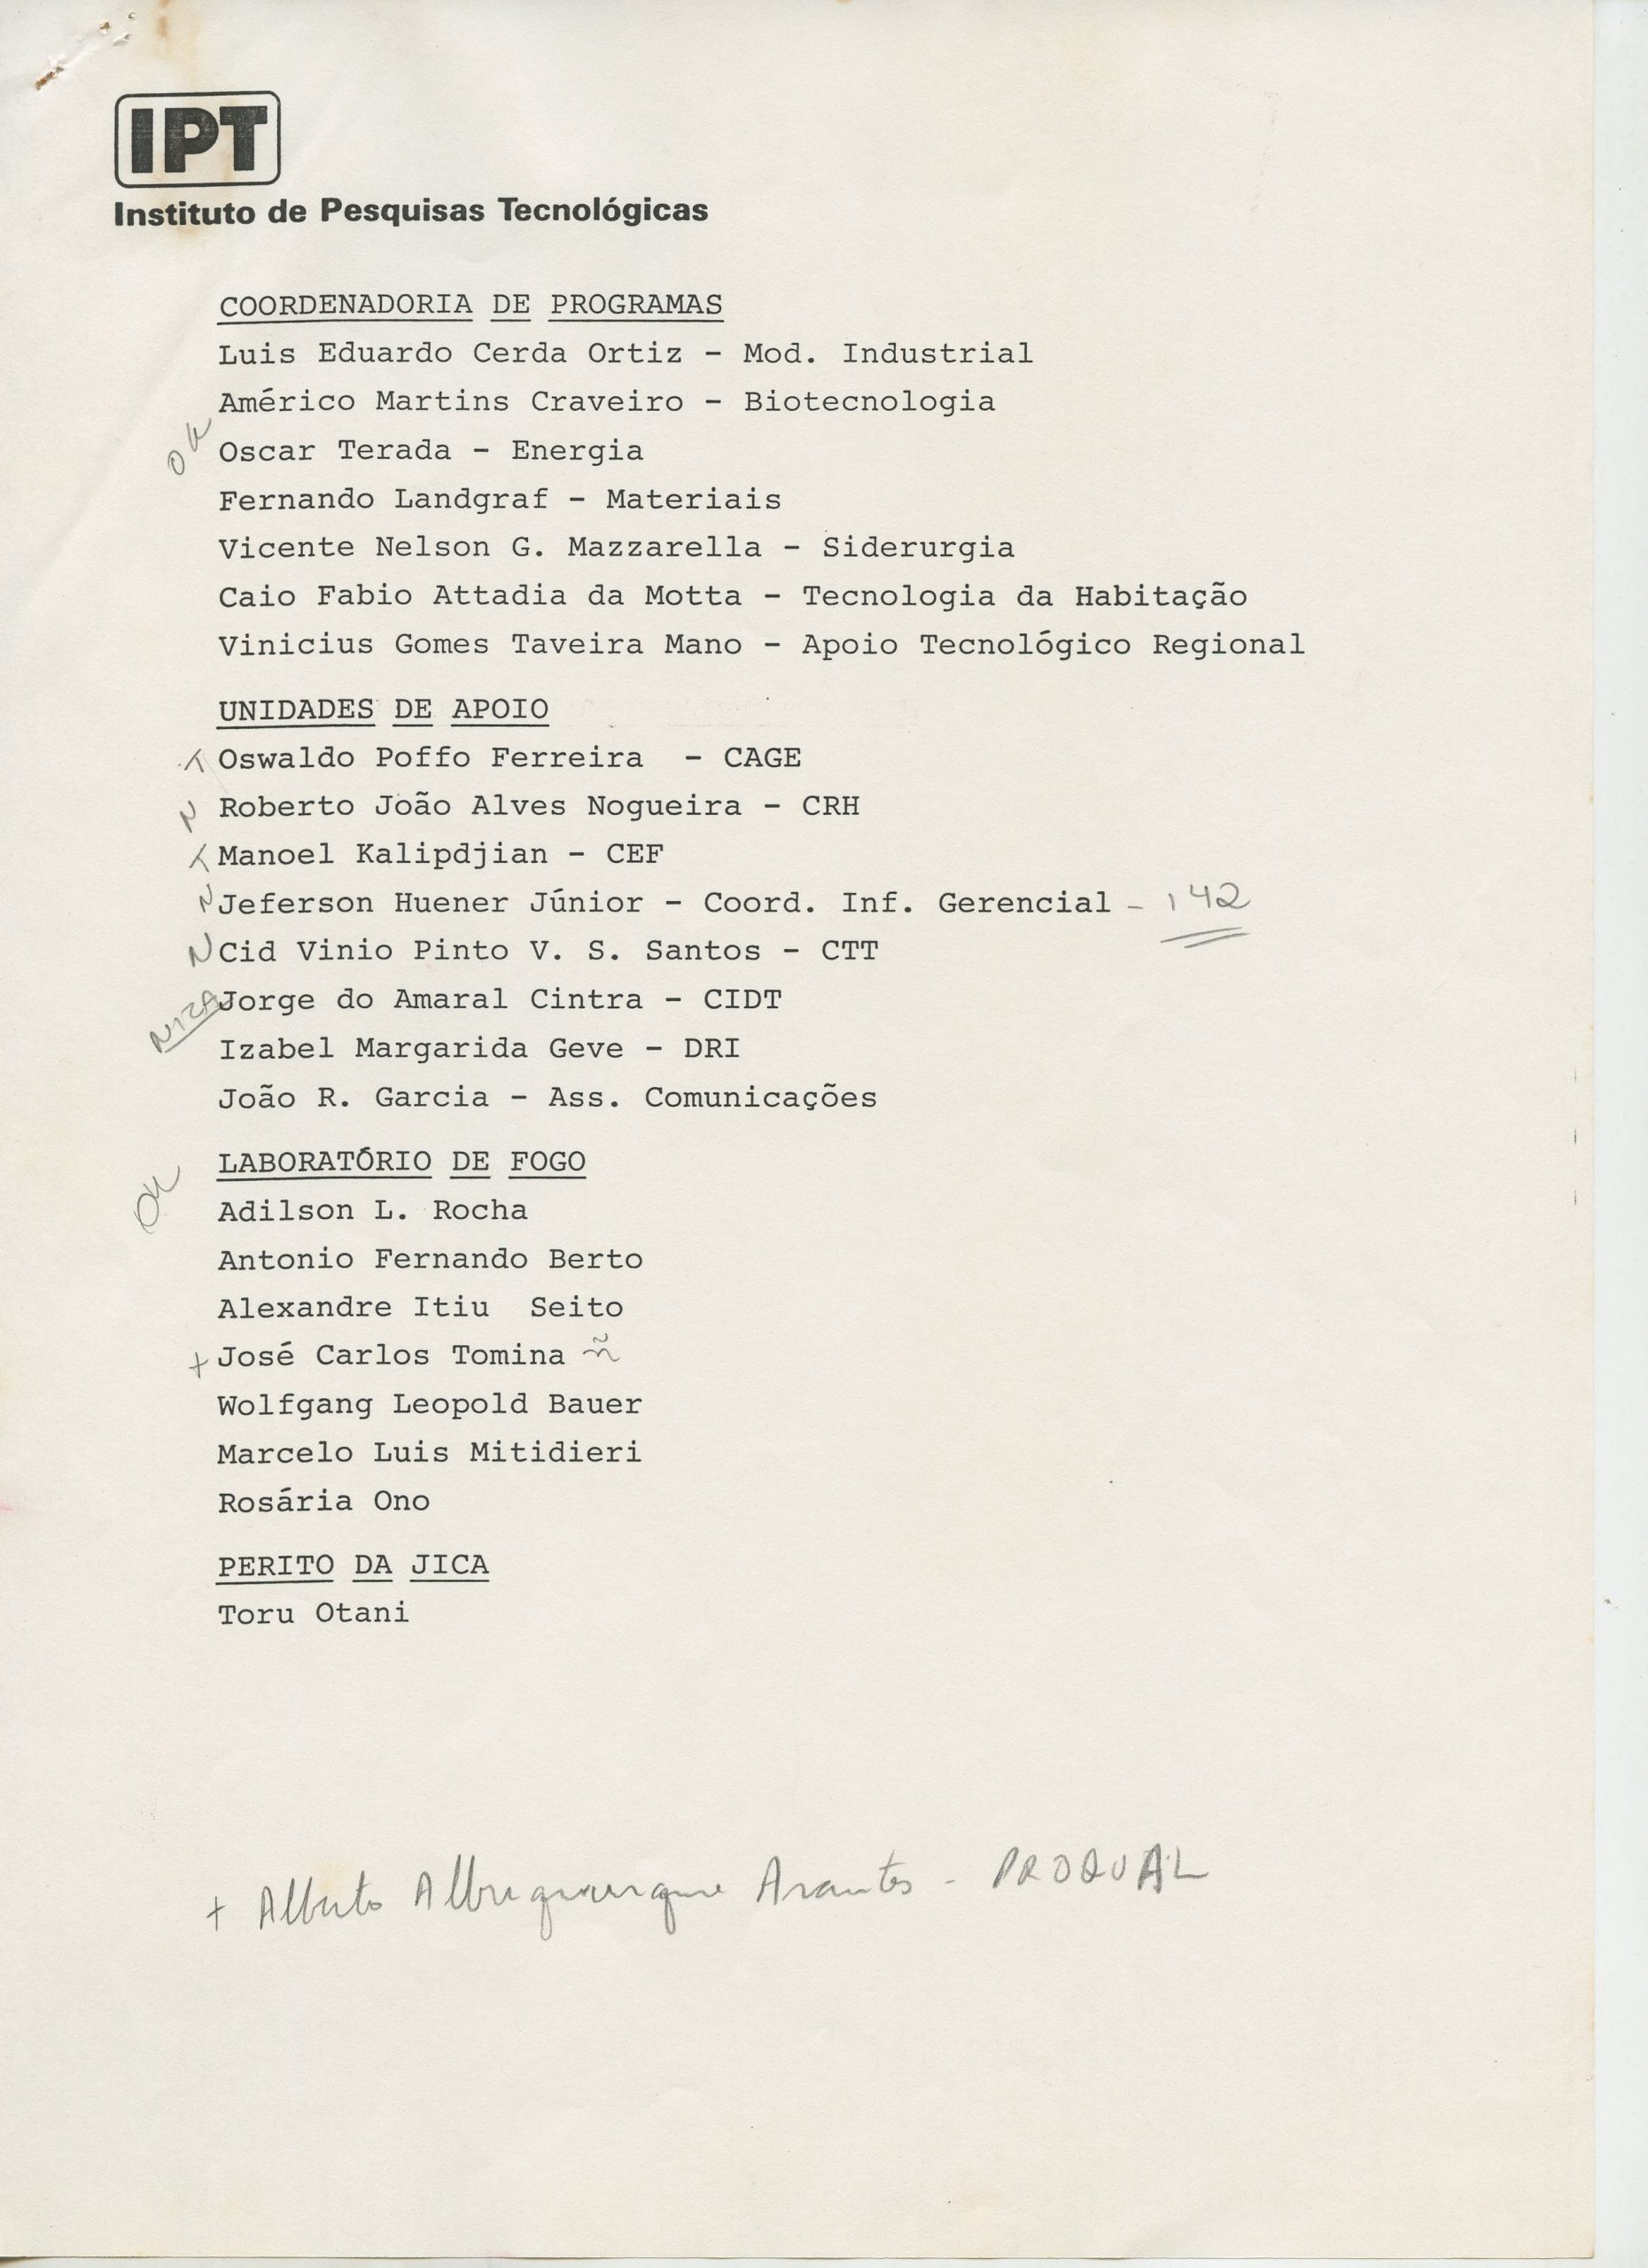 IPT
Instituto de Pesquisas Tecnológicas
COORDENADORIA DE PROGRAMAS
Luis Eduardo Cerda Ortiz - Mod. Industrial
Américo Martins Craveiro - Biotecnologia
OK
Oscar Terada - Energia
Fernando Landgraf - Materiais
Vicente Nelson G. Mazzarella - Siderurgia
Caio Fabio Attadia da Motta - Tecnologia da Habitação
Vinicius Gomes Taveira Mano - Apoio Tecnológico Regional
UNIDADES DE APOIO
Oswaldo Poffo Ferreira - CAGE
N Roberto João Alves Nogueira - CRH
Manoel Kalipdjian - CEF
N Jeferson Huener Júnior - Coord. Inf. Gerencial - 142
N Cid Vinio Pinto V. S. Santos - CTT
Jorge do Amaral Cintra - CIDT
Izabel Margarida Geve - DRI
João R. Garcia - Ass. Comunicações
OK
LABORATÓRIO DE FOGO
Adilson L. Rocha
Antonio Fernando Berto
Alexandre Itiu Seito
+ José Carlos Tomina ñ
Wolfgang Leopold Bauer
Marcelo Luis Mitidieri
Rosária Ono
PERITO DA JICA
Toru Otani
+ Alberto Albuquerque Arantes - PROQUAL